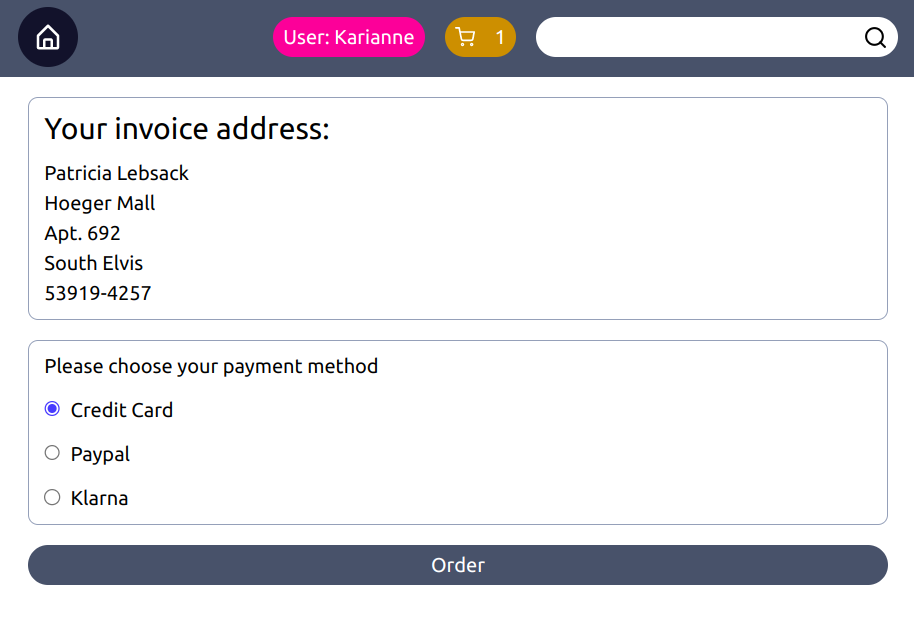 User: Karianne
1
Your invoice address:
Patricia Lebsack
Hoeger Mall
Apt. 692
South Elvis
53919-4257
Please choose your payment method
Credit Card
Paypal
Klarna
Order